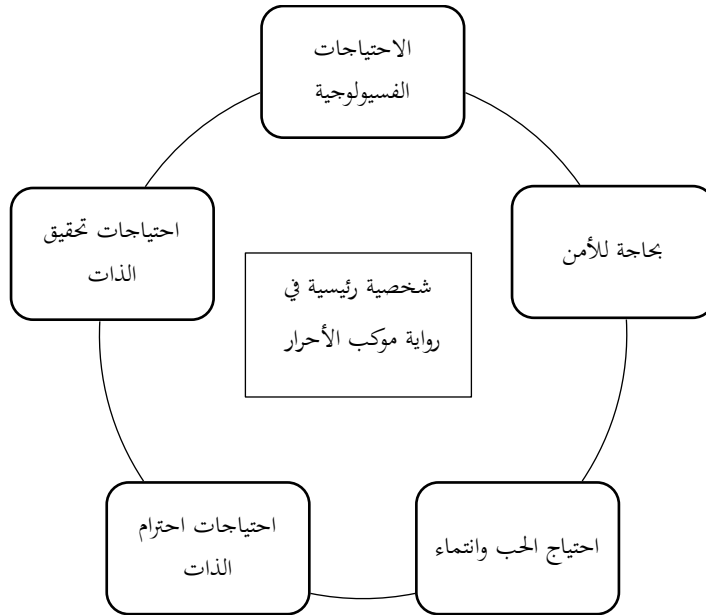 الاحتياجات
الفسيولوجية
بحاجة للأمن
احتياج الحب وانتماء
احتياجات احترام
الذات
احتياجات تحقيق
الذات
شخصية رئيسية في
رواية موكب الأحرار